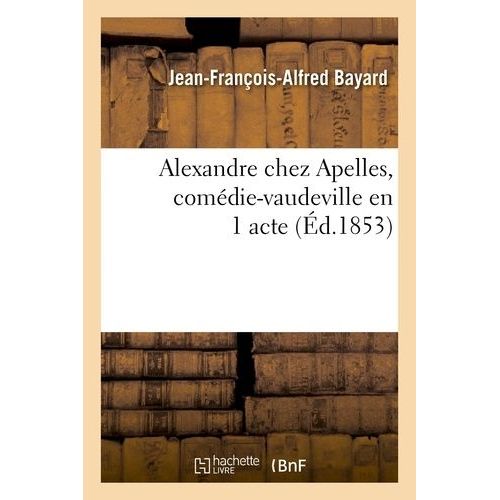 Jean-François-Alfred Bayard
Alexandre chez Apelles,
comédie-vaudeville en
1 acte (Éd.1853)
hachette
LIVRE
{BnF